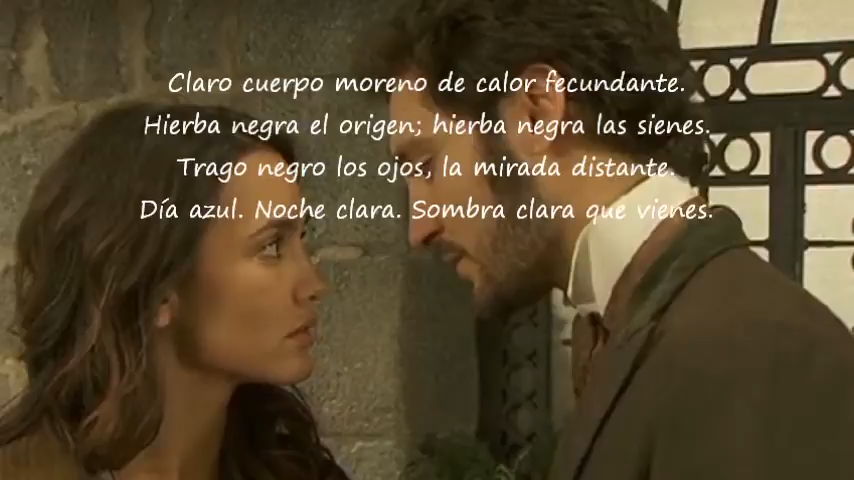 Claro cuerpo moreno de calor fecundante.
Hierba negra el origen; hierba negra las sienes.
Trago negro los ojos, la mirada distante.
Día azul. Noche clara. Sombra clara que vienes.